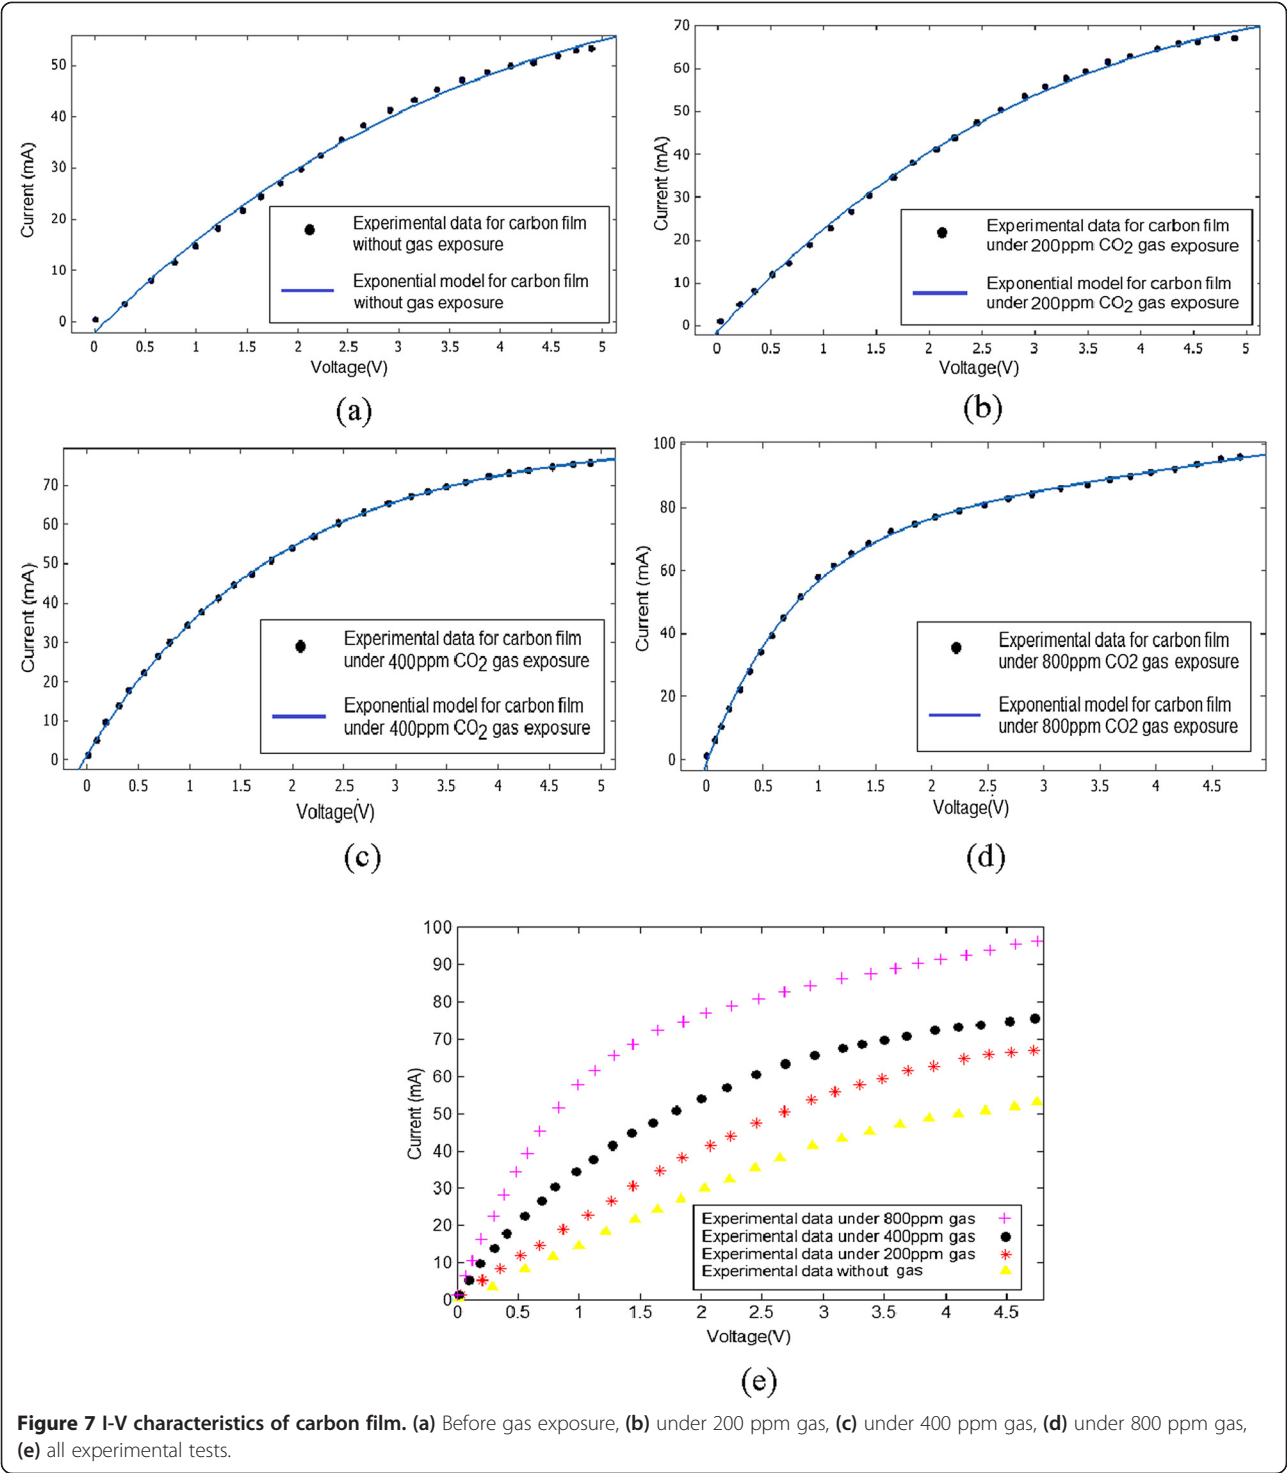 70
60
50
40
30
20
10
0
Current (mA)
50
40
30
20
10
0
Current (mA)
Experimental data for carbon film
without gas exposure
Exponential model for carbon film
without gas exposure
0 0.5 1 1.5 2 2.5 3 3.5 4 4.5 5
Voltage(V)
(a)
Experimental data for carbon film
under 200ppm CO2 gas exposure
Exponential model for carbon film
under 200ppm CO2 gas exposure
0 0.5 1 1.5 2 2.5 3 3.5 4 4.5 5
Voltage(V)
(b)
70
60
50
40
30
20
10
0
Current (mA)
Experimental data for carbon film
under 400ppm CO2 gas exposure
Exponential model for carbon film
under 400ppm CO2 gas exposure
0 0.5 1 1.5 2 2.5 3 3.5 4 4.5 5
Voltage(V)
(c)
100
80
60
40
20
0
Current (mA)
Experimental data for carbon film
under 800ppm CO2 gas exposure
Exponential model for carbon film
under 800ppm CO2 gas exposure
0 0.5 1 1.5 2 2.5 3 3.5 4 4.5
Voltage(V)
(d)
100
90
80
70
60
50
40
30
20
10
0
Current (mA)
Experimental data under 800ppm gas
Experimental data under 400ppm gas
Experimental data under 200ppm gas
Experimental data without gas
0 0.5 1 1.5 2 2.5 3 3.5 4 4.5
Voltage(V)
(e)
Figure 7 I-V characteristics of carbon film. (a) Before gas exposure, (b) under 200 ppm gas, (c) under 400 ppm gas, (d) under 800 ppm gas,
(e) all experimental tests.